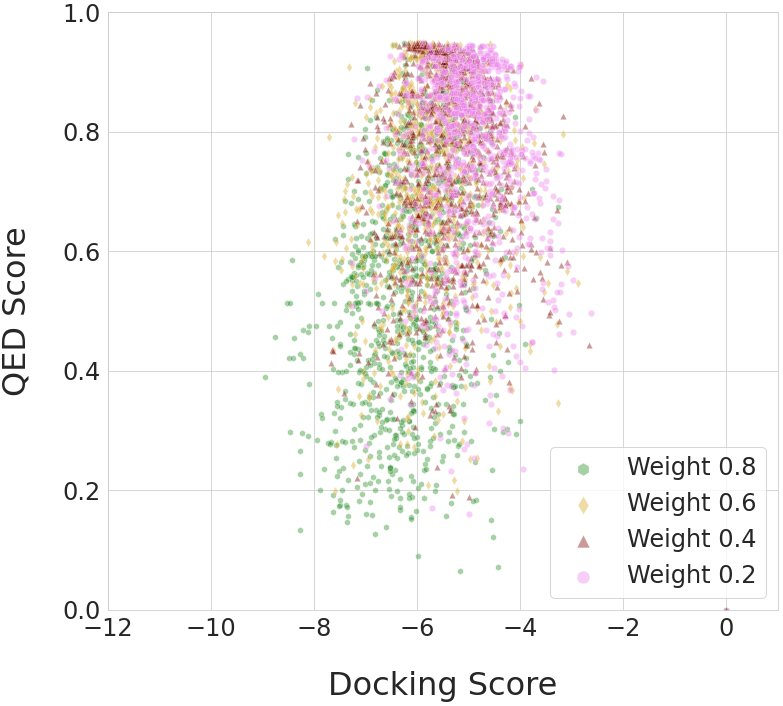 1.0
0.8
0.6
0.4
0.2
0.0
QED Score
Weight 0.8
Weight 0.6
Weight 0.4
Weight 0.2
−12 −10 −8 −6 −4 −2 0
Docking Score